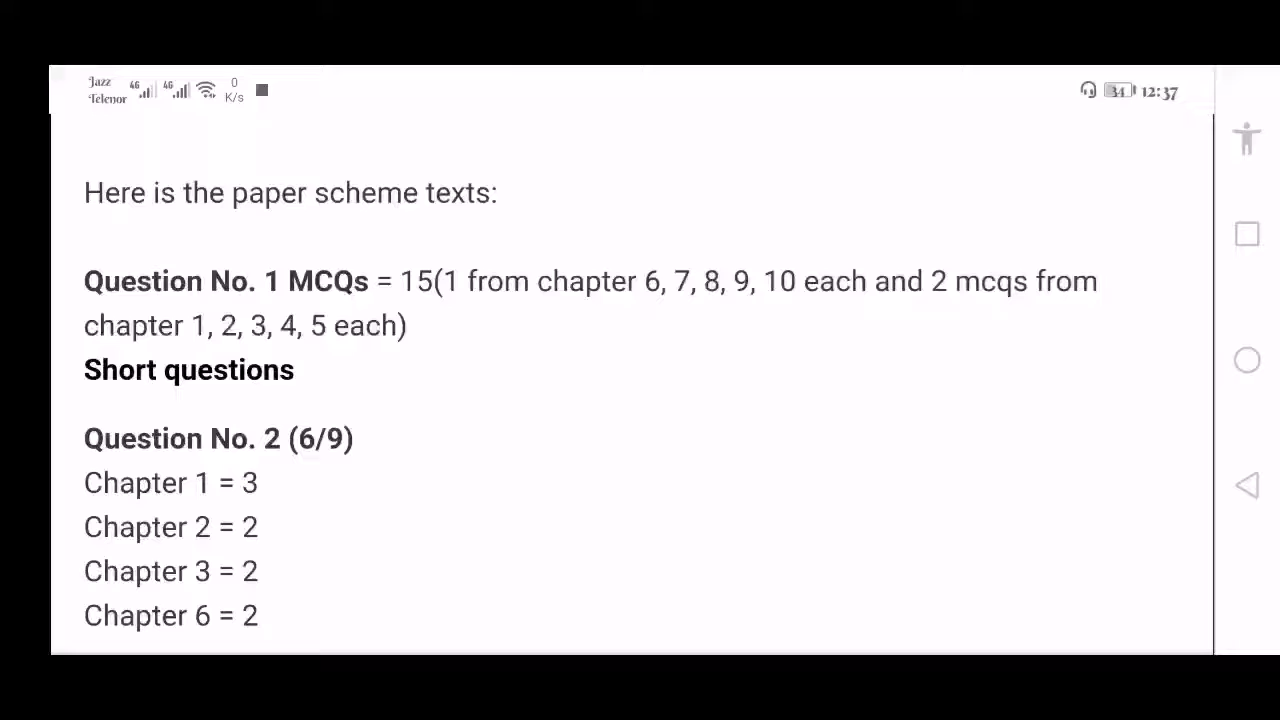 Jazz
Telenor
4G
4G
0
K/s
34
12:37
Here is the paper scheme texts:
Question No. 1 MCQs = 15(1 from chapter 6, 7, 8, 9, 10 each and 2 mcqs from
chapter 1, 2, 3, 4, 5 each)
Short questions
Question No. 2 (6/9)
Chapter 1 = 3
Chapter 2 = 2
Chapter 3 = 2
Chapter 6 = 2